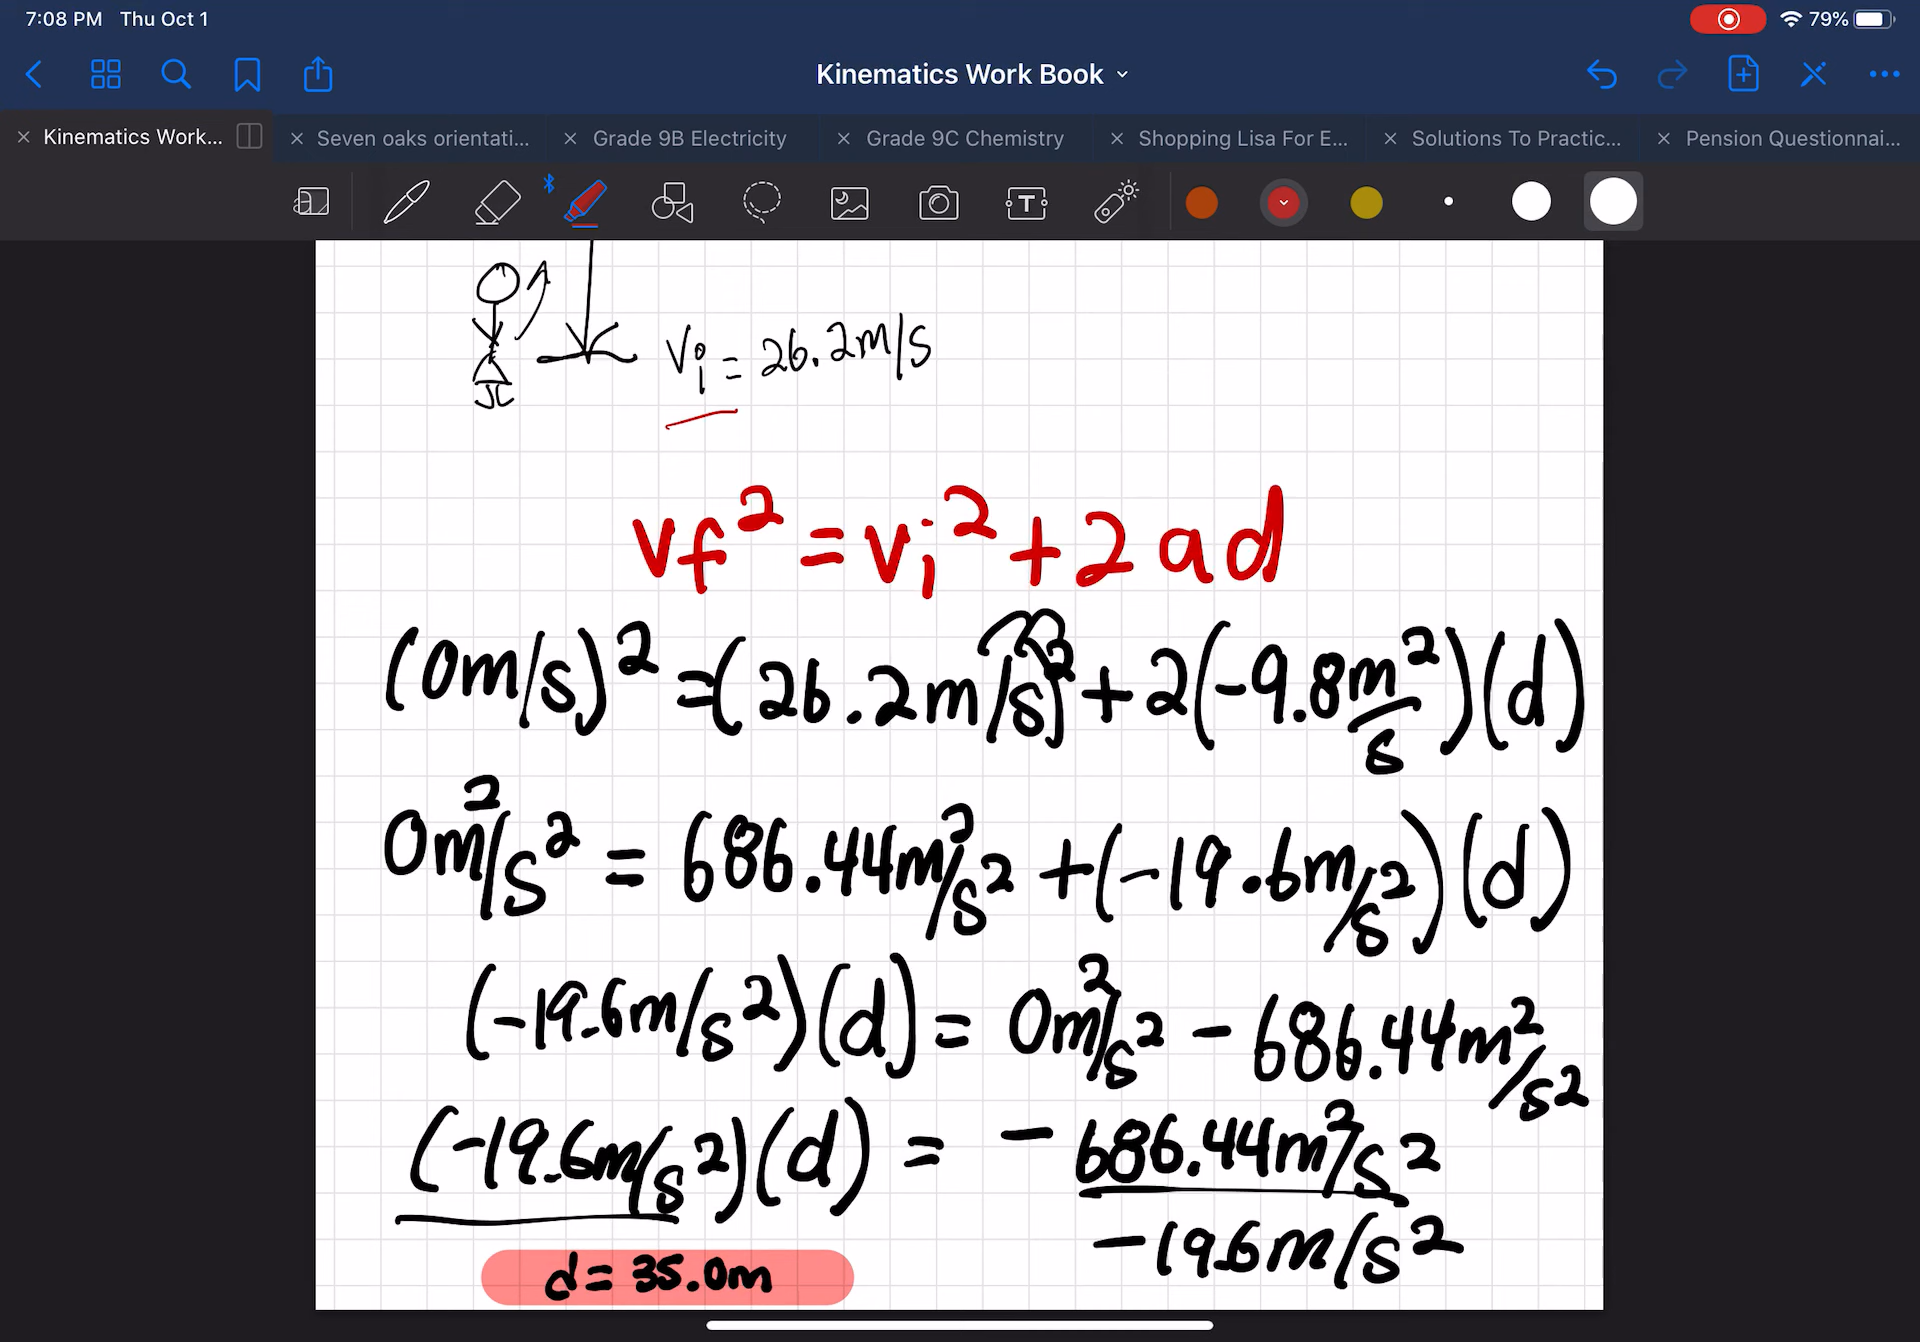 7:08 PM Thu Oct 1
79%
Kinematics Work Book
Kinematics Work...
Seven oaks orientati...
Grade 9B Electricity
Grade 9C Chemistry
Shopping Lisa For E...
Solutions To Practic...
Pension Questionnai...
vi = 26.2m/s
vf² = vi² + 2ad
(0m/s)² = (26.2m/s)² + 2(-9.8m²/s)(d)
0m²/s² = 686.44m²/s² + (-19.6m/s²)(d)
(-19.6m/s²)(d) = 0m²/s² - 686.44m²/s²
(-19.6m/s²)(d) = - 686.44m²/s²
-19.6m/s²
d = 35.0m